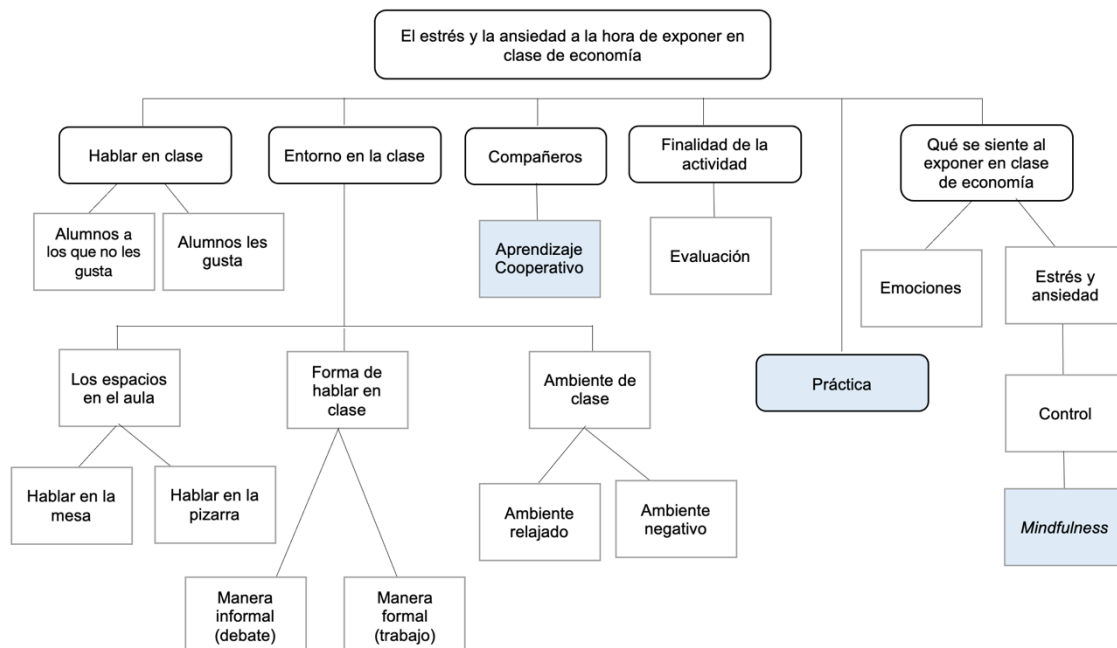 El estrés y la ansiedad a la hora de exponer en
clase de economía
Hablar en clase
Entorno en la clase
Compañeros
Finalidad de la
actividad
Qué se siente al
exponer en clase
de economía
Alumnos a
los que no les
gusta
Alumnos les
gusta
Aprendizaje
Cooperativo
Evaluación
Emociones
Estrés y
ansiedad
Los espacios
en el aula
Forma de
hablar en
clase
Ambiente de
clase
Práctica
Control
Hablar en la
mesa
Hablar en la
pizarra
Ambiente
relajado
Ambiente
negativo
Mindfulness
Manera
informal
(debate)
Manera
formal
(trabajo)